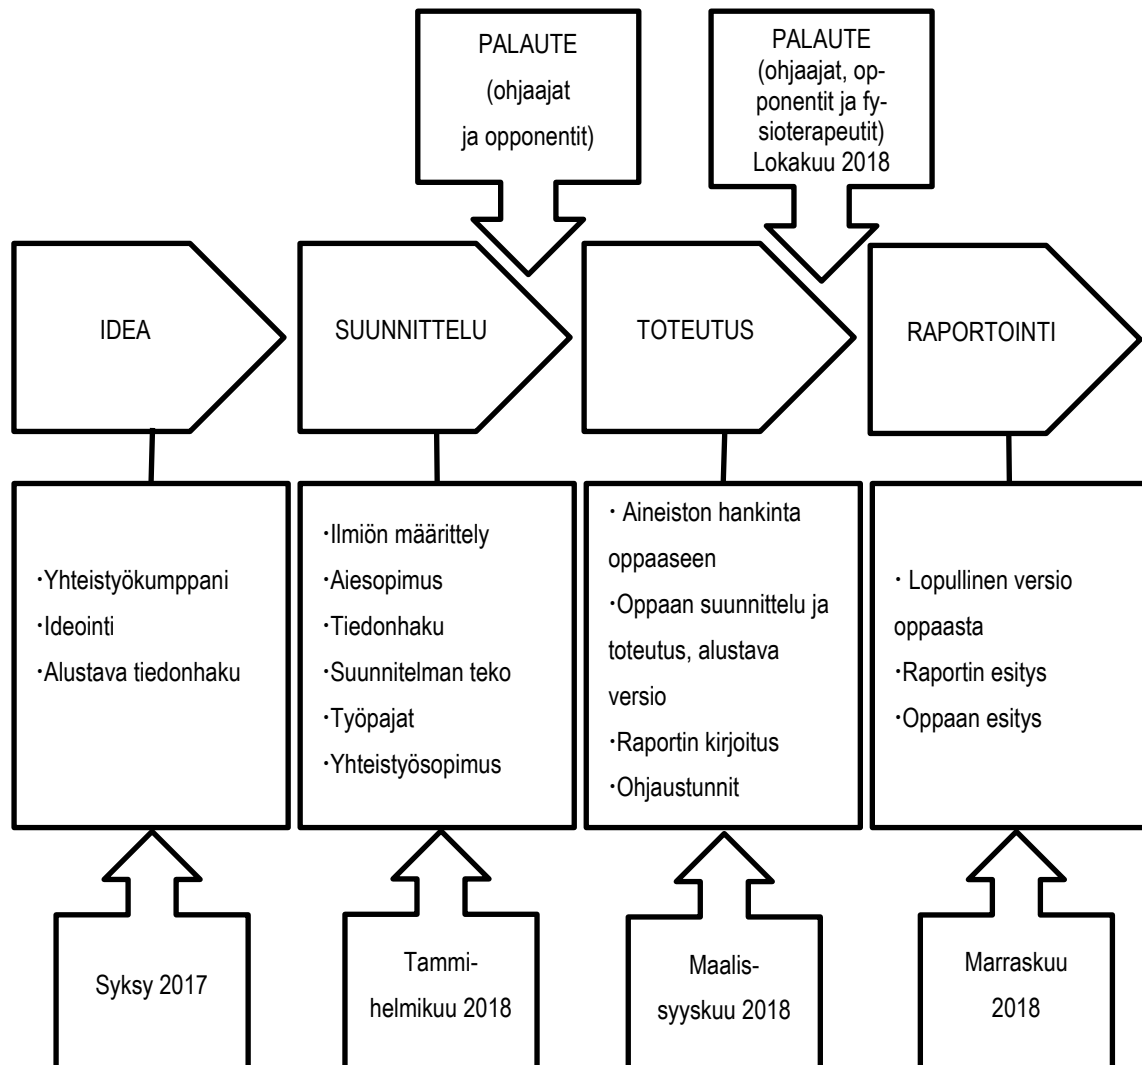 PALAUTE
(ohjaajat
ja opponentit)
PALAUTE
(ohjaajat, op-
ponentit ja fy-
sioterapeutit)
Lokakuu 2018
IDEA
SUUNNITTELU
TOTEUTUS
RAPORTOINTI
·Yhteistyökumppani
·Ideointi
·Alustava tiedonhaku
·Ilmiön määrittely
·Aiesopimus
·Tiedonhaku
·Suunnitelman teko
·Työpajat
·Yhteistyösopimus
· Aineiston hankinta
oppaaseen
·Oppaan suunnittelu ja
toteutus, alustava
versio
·Raportin kirjoitus
·Ohjaustunnit
· Lopullinen versio
oppaasta
·Raportin esitys
·Oppaan esitys
Syksy 2017
Tammi-
helmikuu 2018
Maalis-
syyskuu 2018
Marraskuu
2018